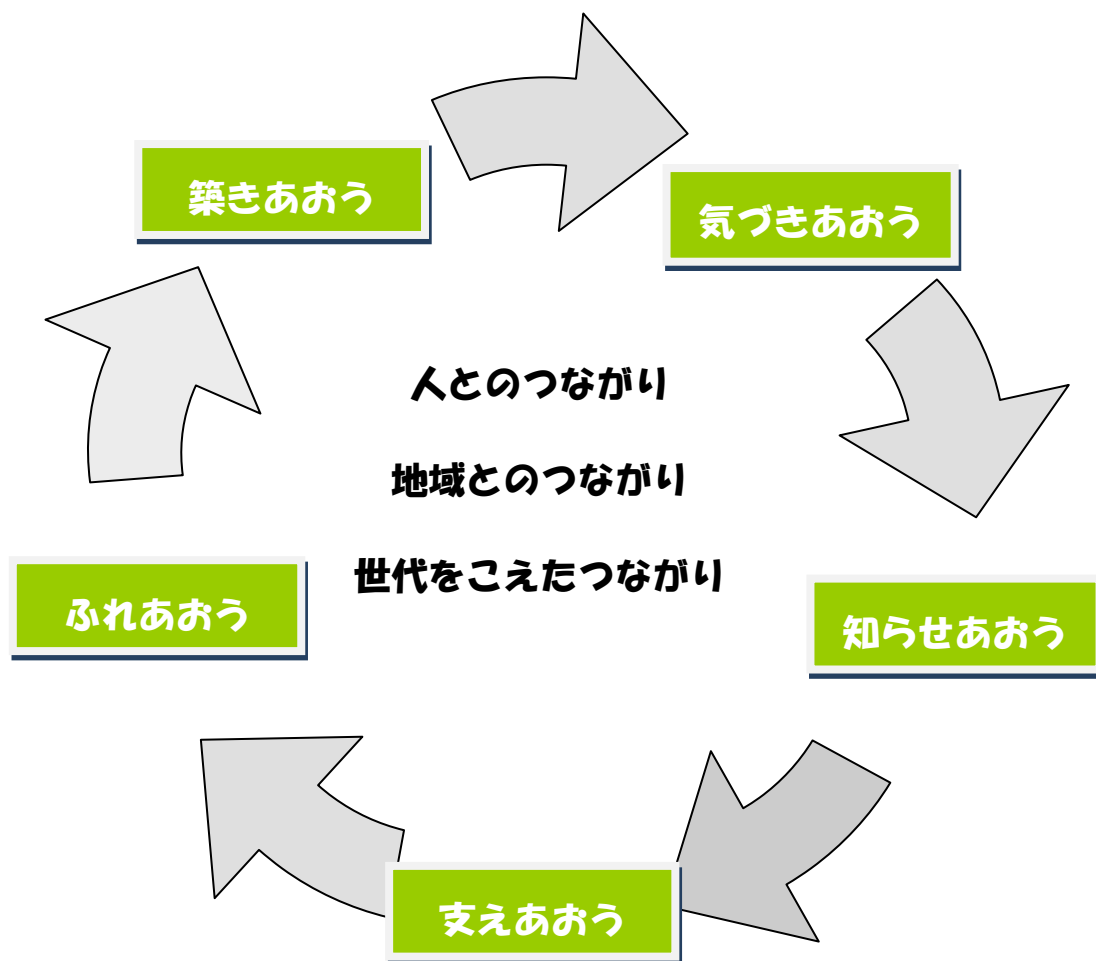 築きあおう
気づきあおう
人とのつながり
地域とのつながり
世代をこえたつながり
ふれあおう
知らせあおう
支えあおう